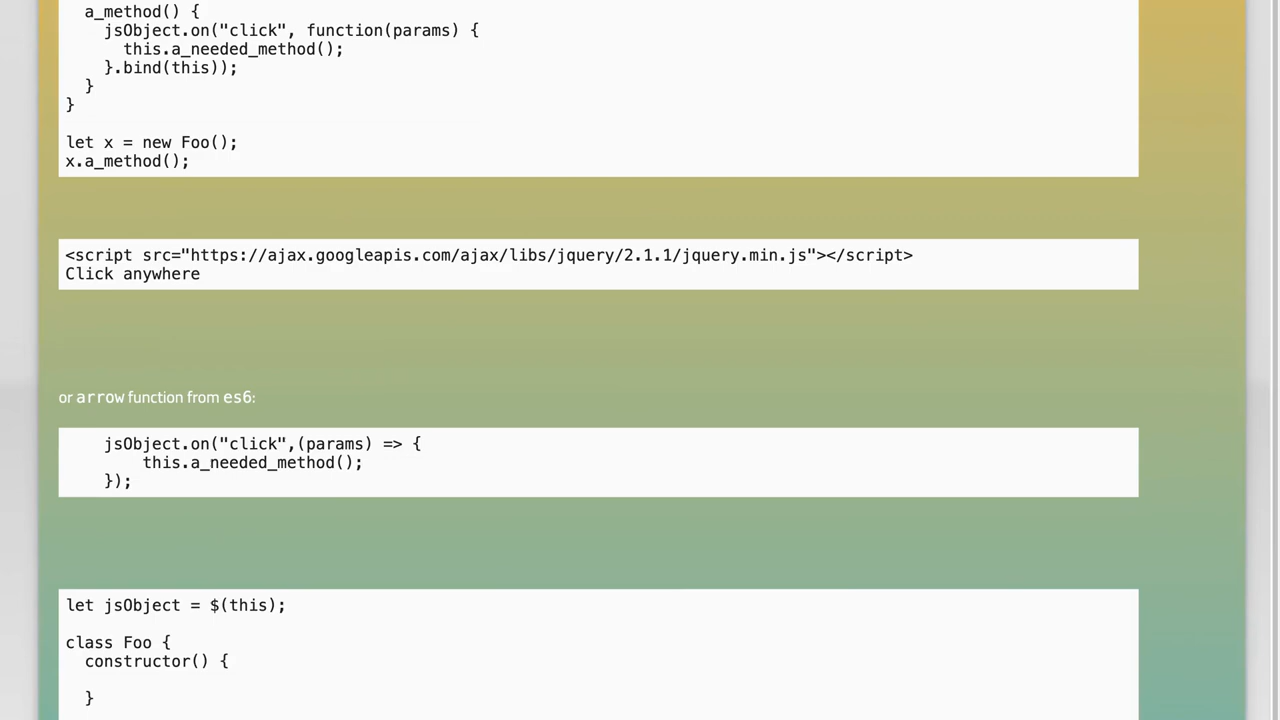 a_method() {
jsObject.on("click", function(params) {
this.a_needed_method();
}.bind(this));
}
}
let x = new Foo();
x.a_method();
<script src="https://ajax.googleapis.com/ajax/libs/jquery/2.1.1/jquery.min.js"></script>
Click anywhere
or arrow function from es6:
jsObject.on("click",(params) => {
this.a_needed_method();
});
let jsObject = $(this);
class Foo {
constructor() {
}